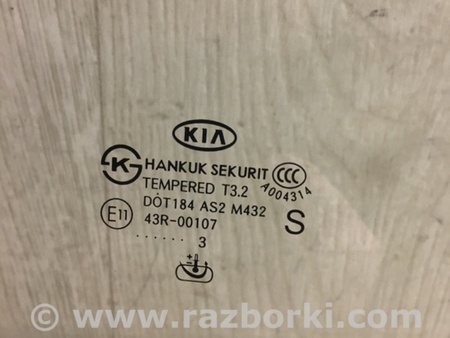 KIA
K S HANKUK SEKURIT CCC
TEMPERED T3.2 A004314
DOT184 AS2 M432
E11 43R-00107 S
...... 3
© www.razborki.com